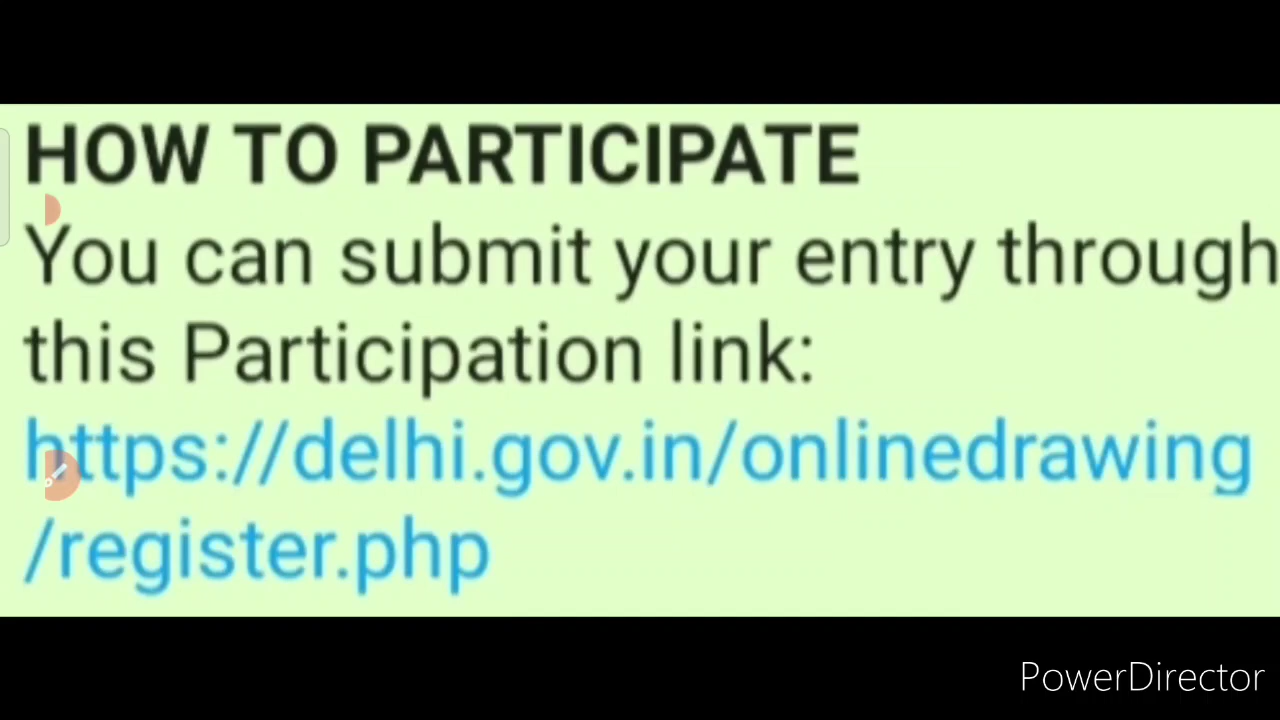 HOW TO PARTICIPATE
You can submit your entry through
this Participation link:
https://delhi.gov.in/onlinedrawing
/register.php
PowerDirector